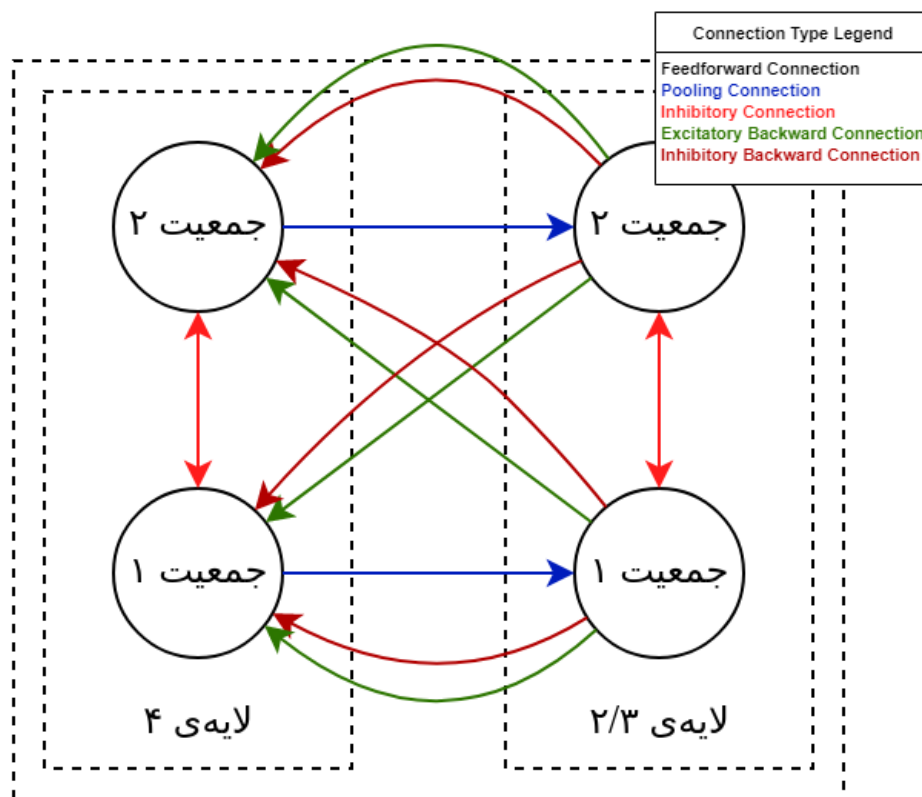 Connection Type Legend
Feedforward Connection
Pooling Connection
Inhibitory Connection
Excitatory Backward Connection
Inhibitory Backward Connection
جمعیت ۲
جمعیت ۲
جمعیت ۱
جمعیت ۱
لایه‌ی ۴
لایه‌ی ۲/۳